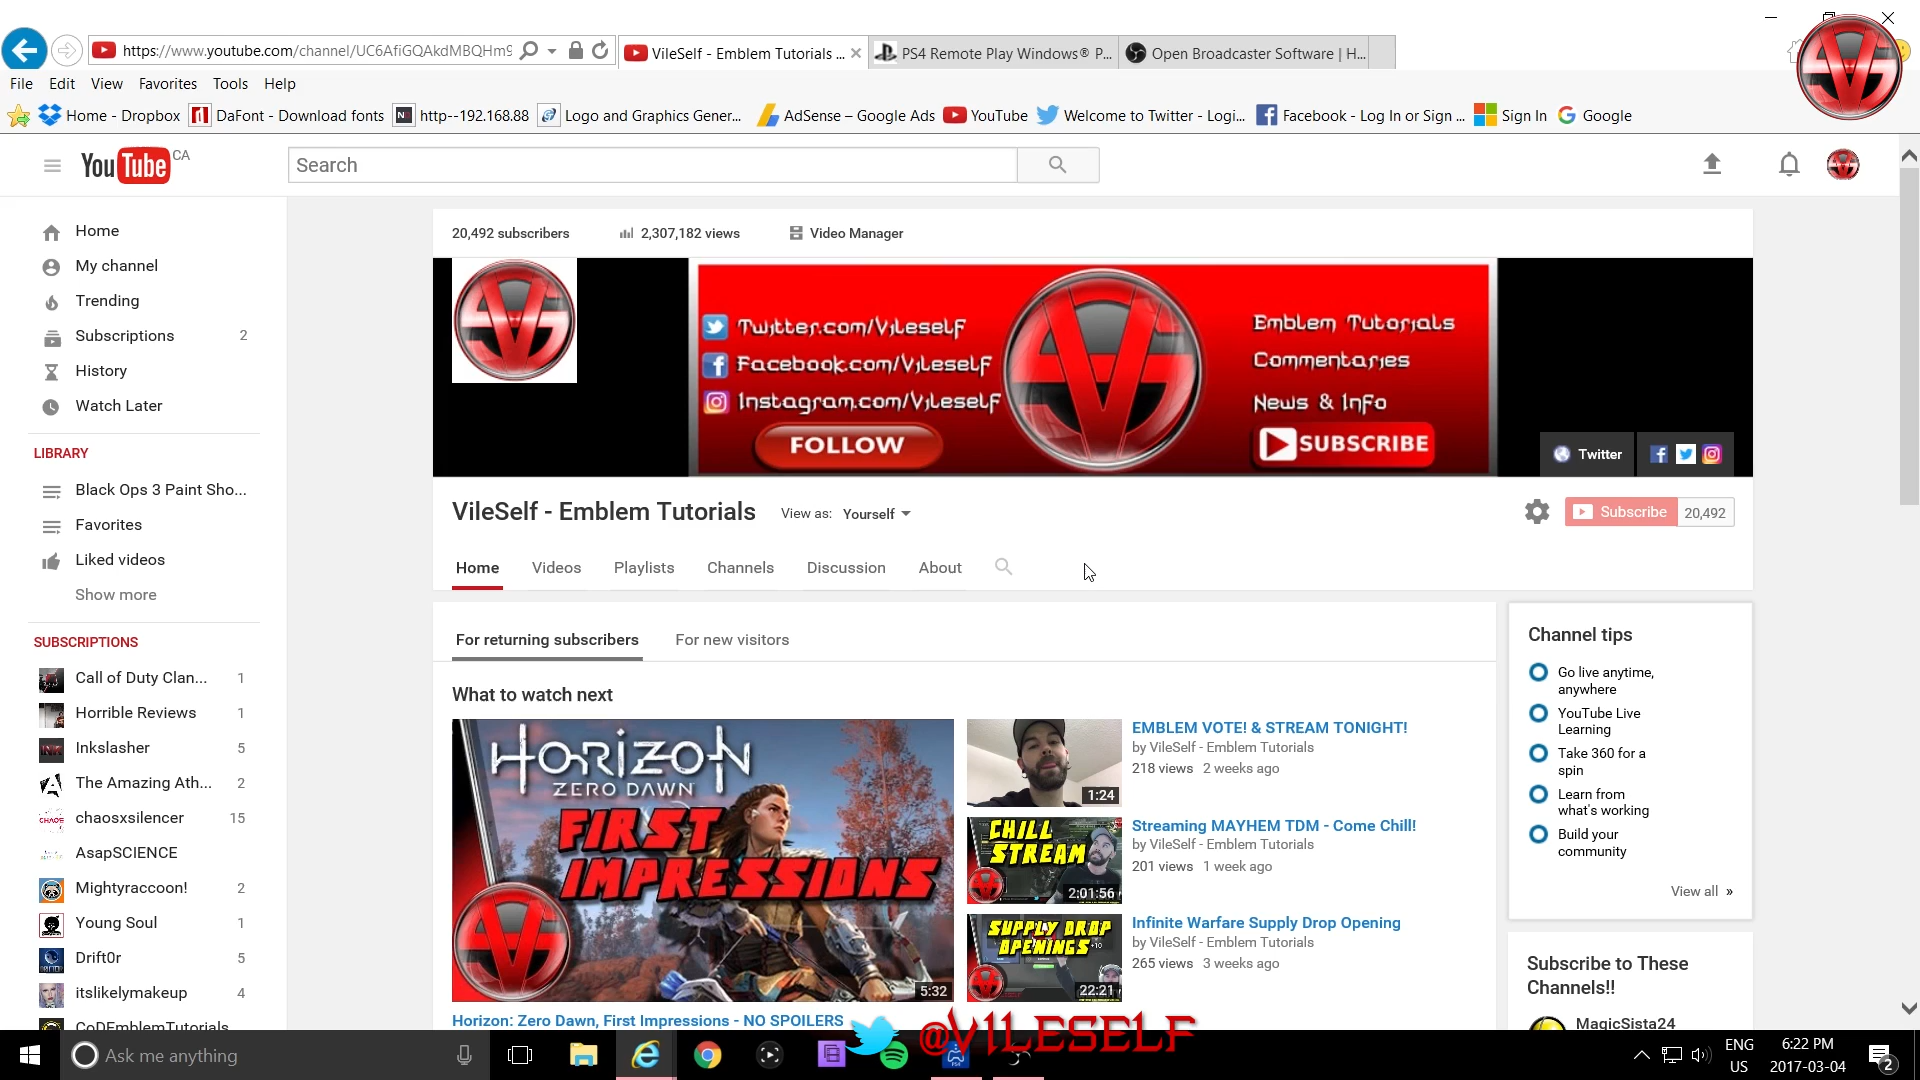 https://www.youtube.com/channel/UC6AfiGQAkdMBQHm9
VileSelf - Emblem Tutorials ...
PS4 Remote Play Windows® P...
Open Broadcaster Software | H...
File Edit View Favorites Tools Help
Home - Dropbox
DaFont - Download fonts
http--192.168.88
Logo and Graphics Gener...
AdSense – Google Ads
YouTube
Welcome to Twitter - Logi...
Facebook - Log In or Sign ...
Sign In
Google
YouTube CA
Search
Home
My channel
Trending
Subscriptions 2
History
Watch Later
LIBRARY
Black Ops 3 Paint Sho...
Favorites
Liked videos
Show more
SUBSCRIPTIONS
Call of Duty Clan... 1
Horrible Reviews 1
Inkslasher 5
The Amazing Ath... 2
chaosxsilencer 15
AsapSCIENCE
Mightyraccoon! 2
Young Soul 1
Drift0r 5
itslikelymakeup 4
CoDEmblemTutorials
20,492 subscribers
2,307,182 views
Video Manager
Twitter.com/Vileself
Facebook.com/Vileself
Instagram.com/Vileself
FOLLOW
Emblem Tutorials
Commentaries
News & Info
SUBSCRIBE
Twitter
VileSelf - Emblem Tutorials
View as: Yourself
Subscribe 20,492
Home Videos Playlists Channels Discussion About
For returning subscribers
For new visitors
What to watch next
HORIZON
ZERO DAWN
FIRST
IMPRESSIONS
5:32
Horizon: Zero Dawn, First Impressions - NO SPOILERS
1:24
EMBLEM VOTE! & STREAM TONIGHT!
by VileSelf - Emblem Tutorials
218 views 2 weeks ago
CHILL
STREAM
2:01:56
Streaming MAYHEM TDM - Come Chill!
by VileSelf - Emblem Tutorials
201 views 1 week ago
SUPPLY DROP
OPENINGS
22:21
Infinite Warfare Supply Drop Opening
by VileSelf - Emblem Tutorials
265 views 3 weeks ago
Channel tips
Go live anytime,
anywhere
YouTube Live
Learning
Take 360 for a
spin
Learn from
what's working
Build your
community
View all »
Subscribe to These
Channels!!
MagicSista24
@VILESELF
Ask me anything
ENG
US
6:22 PM
2017-03-04
2